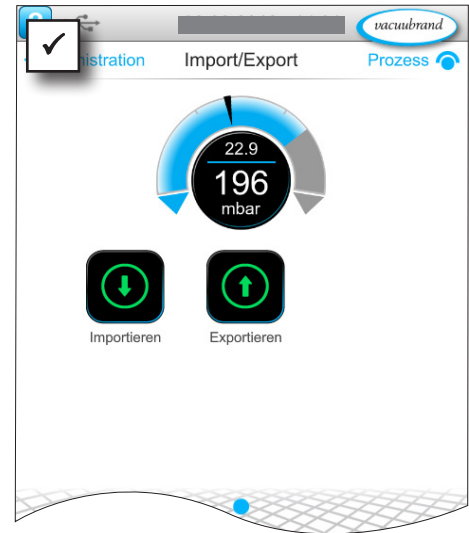 vacuubrand
istration Import/Export Prozess
22.9
196
mbar
Importieren Exportieren